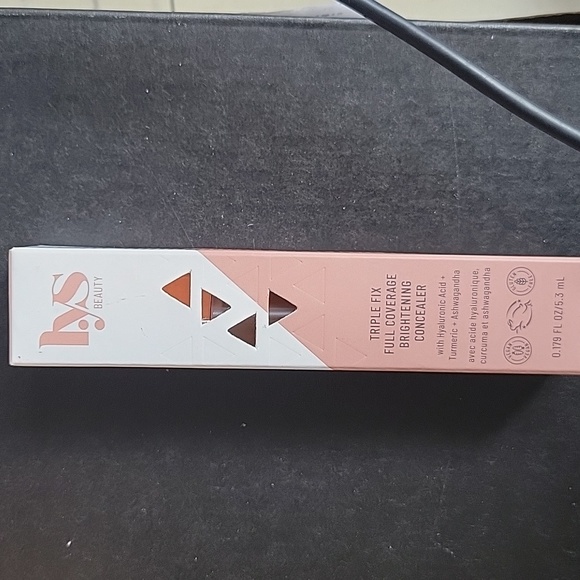 lys
BEAUTY
TRIPLE FIX
FULL COVERAGE
BRIGHTENING
CONCEALER
with Hyaluronic Acid +
Turmeric + Ashwagandha
avec acide hyaluronique,
curcuma et ashwagandha
0.179 FL OZ/5.3 mL